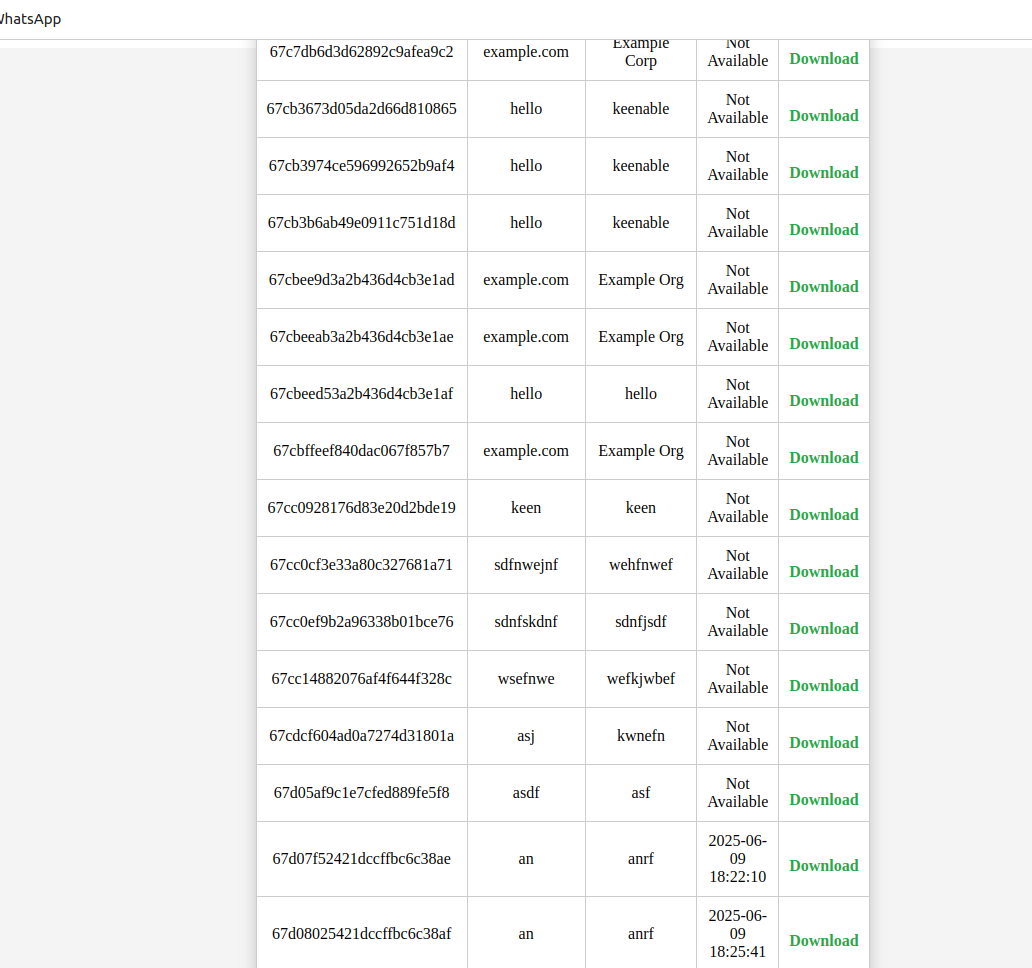 WhatsApp
67c7db6d3d62892c9afea9c2 example.com Example Corp Not Available Download
67cb3673d05da2d66d810865 hello keenable Not Available Download
67cb3974ce596992652b9af4 hello keenable Not Available Download
67cb3b6ab49e0911c751d18d hello keenable Not Available Download
67cbee9d3a2b436d4cb3e1ad example.com Example Org Not Available Download
67cbeeab3a2b436d4cb3e1ae example.com Example Org Not Available Download
67cbeed53a2b436d4cb3e1af hello hello Not Available Download
67cbffeef840dac067f857b7 example.com Example Org Not Available Download
67cc0928176d83e20d2bde19 keen keen Not Available Download
67cc0cf3e33a80c327681a71 sdfnwejnf wehfnwef Not Available Download
67cc0ef9b2a96338b01bce76 sdnfskdnf sdnfjsdf Not Available Download
67cc14882076af4f644f328c wsefnwe wefkjwbef Not Available Download
67cdcf604ad0a7274d31801a asj kwnefn Not Available Download
67d05af9c1e7cfed889fe5f8 asdf asf Not Available Download
67d07f52421dccffbc6c38ae an anrf 2025-06-09 18:22:10 Download
67d08025421dccffbc6c38af an anrf 2025-06-09 18:25:41 Download